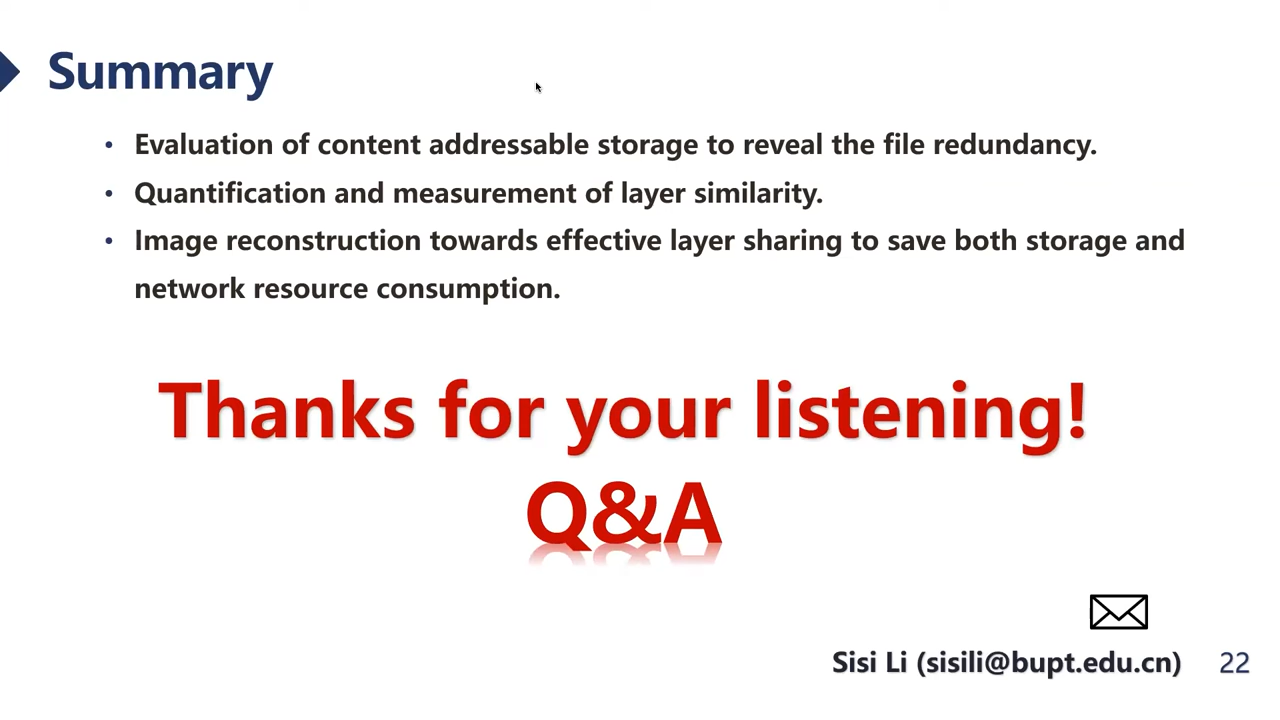 Summary
• Evaluation of content addressable storage to reveal the file redundancy.
• Quantification and measurement of layer similarity.
• Image reconstruction towards effective layer sharing to save both storage and
network resource consumption.
Thanks for your listening!
Q&A
Sisi Li (sisili@bupt.edu.cn) 22